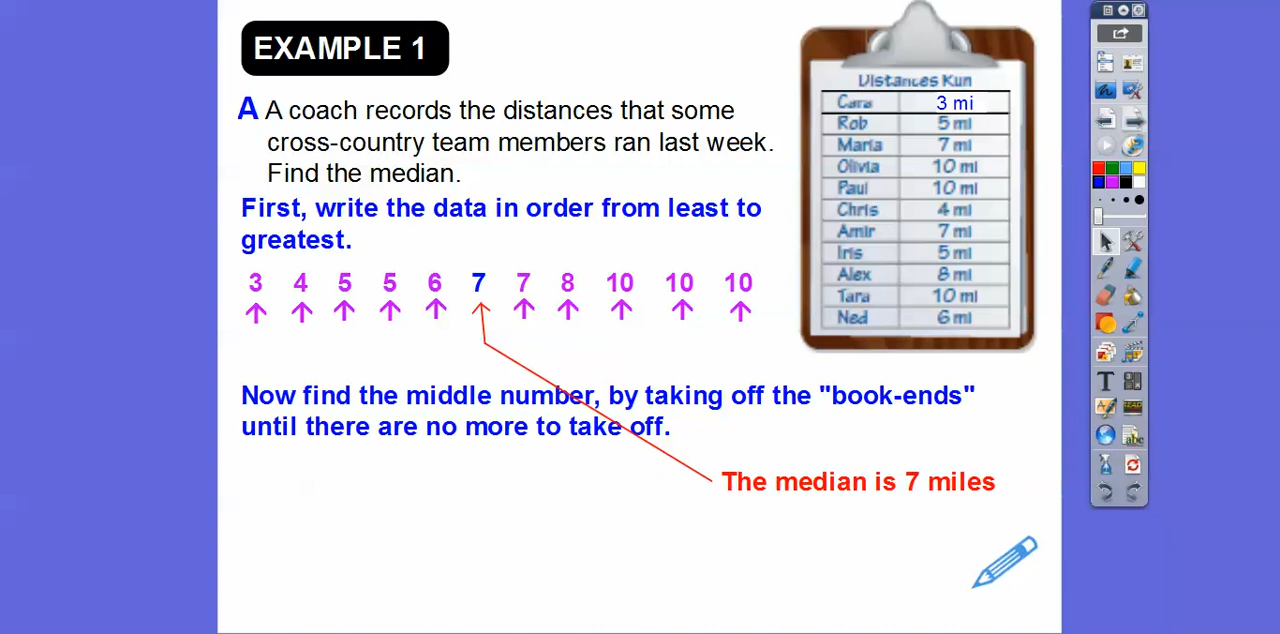 EXAMPLE 1
A A coach records the distances that some
cross-country team members ran last week.
Find the median.
First, write the data in order from least to
greatest.
3 4 5 5 6 7 7 8 10 10 10
Now find the middle number, by taking off the "book-ends"
until there are no more to take off.
The median is 7 miles
Distances Run
Cara 3 mi
Rob 5 mi
Maria 7 mi
Olivia 10 mi
Paul 10 mi
Chris 4 mi
Amir 7 mi
Iris 5 mi
Alex 8 mi
Tara 10 mi
Ned 6 mi